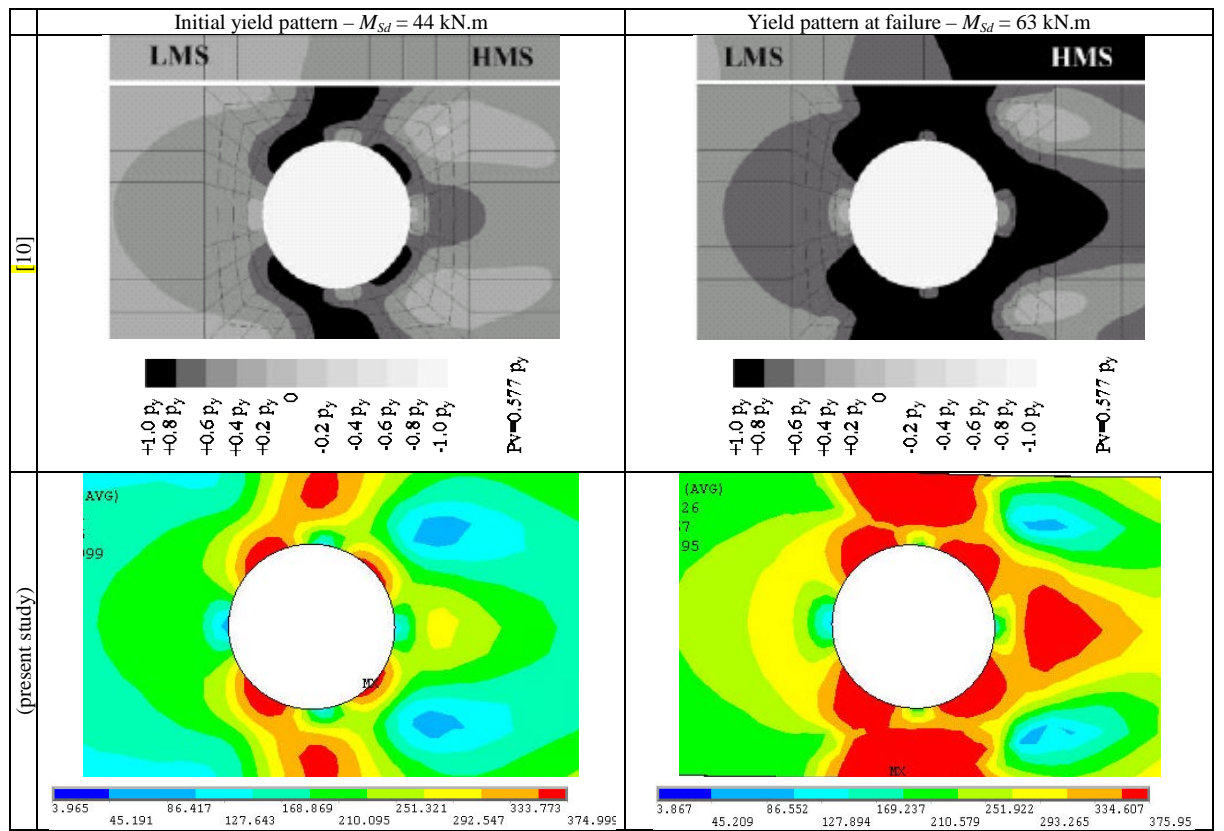 Initial yield pattern – MSd = 44 kN.m
Yield pattern at failure – MSd = 63 kN.m
[10]
LMS HMS
+1.0 py
+0.8 py
+0.6 py
+0.4 py
+0.2 py
0
-0.2 py
-0.4 py
-0.6 py
-0.8 py
-1.0 py
Pv=0.577 py
LMS HMS
+1.0 py
+0.8 py
+0.6 py
+0.4 py
+0.2 py
0
-0.2 py
-0.4 py
-0.6 py
-0.8 py
-1.0 py
Pv=0.577 py
(present study)
AVG)
99
MX
3.965 86.417 168.869 251.321 333.773
45.191 127.643 210.095 292.547 374.999
(AVG)
26
7
95
MX
3.867 86.552 169.237 251.922 334.607
45.209 127.894 210.579 293.265 375.95